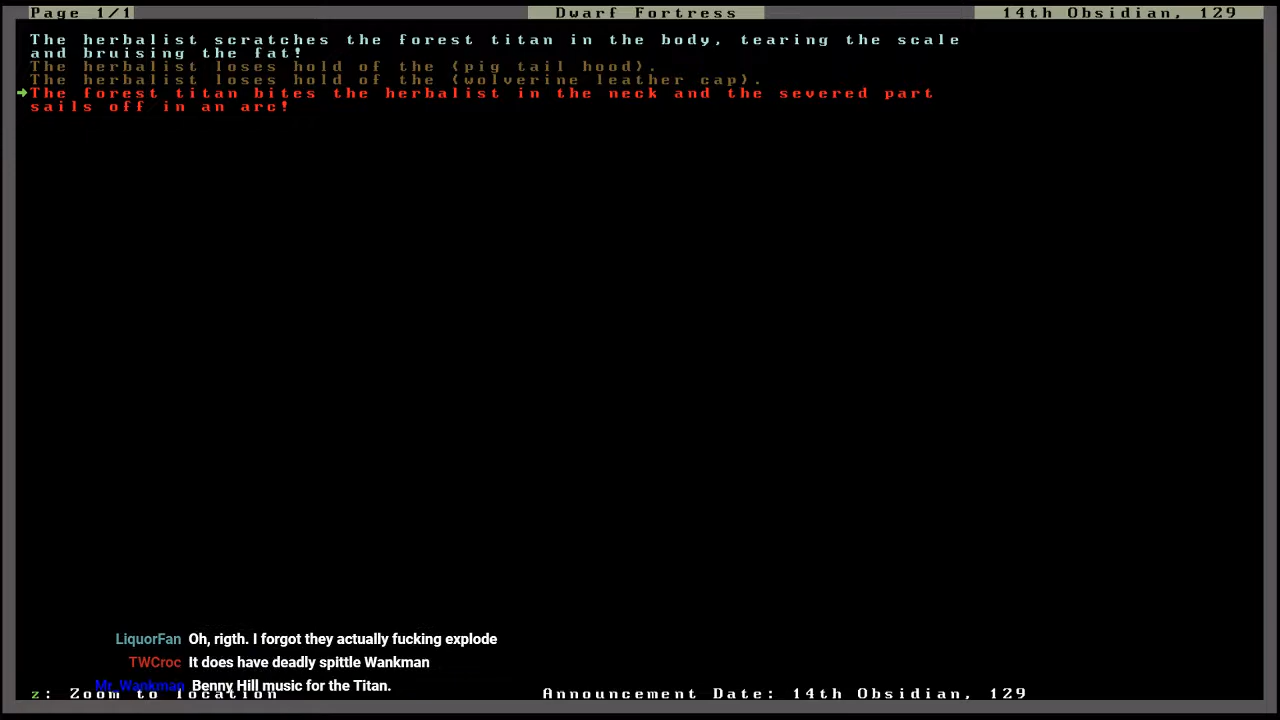 Page 1/1 Dwarf Fortress 14th Obsidian, 129
The herbalist scratches the forest titan in the body, tearing the scale
and bruising the fat!
The herbalist loses hold of the (pig tail hood).
The herbalist loses hold of the (wolverine leather cap).
The forest titan bites the herbalist in the neck and the severed part
sails off in an arc!
LiquorFan Oh, rigth. I forgot they actually fucking explode
TWCroc It does have deadly spittle Wankman
Mr_Wankman Benny Hill music for the Titan.
z: Zoom to location Announcement Date: 14th Obsidian, 129